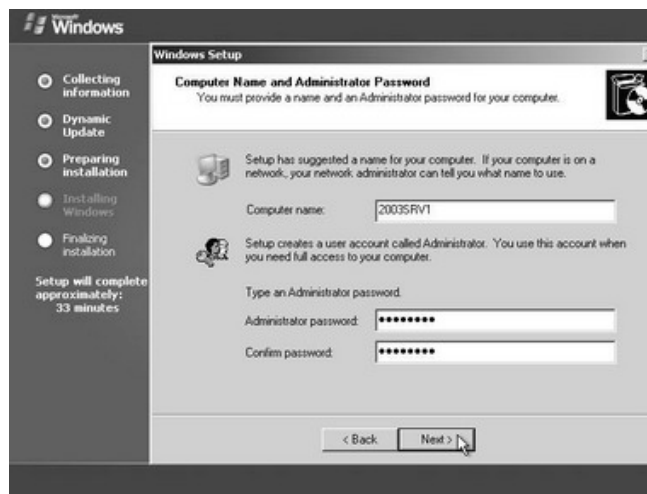 Microsoft
Windows
Collecting
information
Dynamic
Update
Preparing
installation
Installing
Windows
Finalizing
installation
Setup will complete
approximately:
33 minutes
Windows Setup
Computer Name and Administrator Password
You must provide a name and an Administrator password for your computer.
Setup has suggested a name for your computer. If your computer is on a
network, your network administrator can tell you what name to use.
Computer name:
2003SRV1
Setup creates a user account called Administrator. You use this account when
you need full access to your computer.
Type an Administrator password.
Administrator password:
••••••••
Confirm password:
••••••••
< Back
Next >